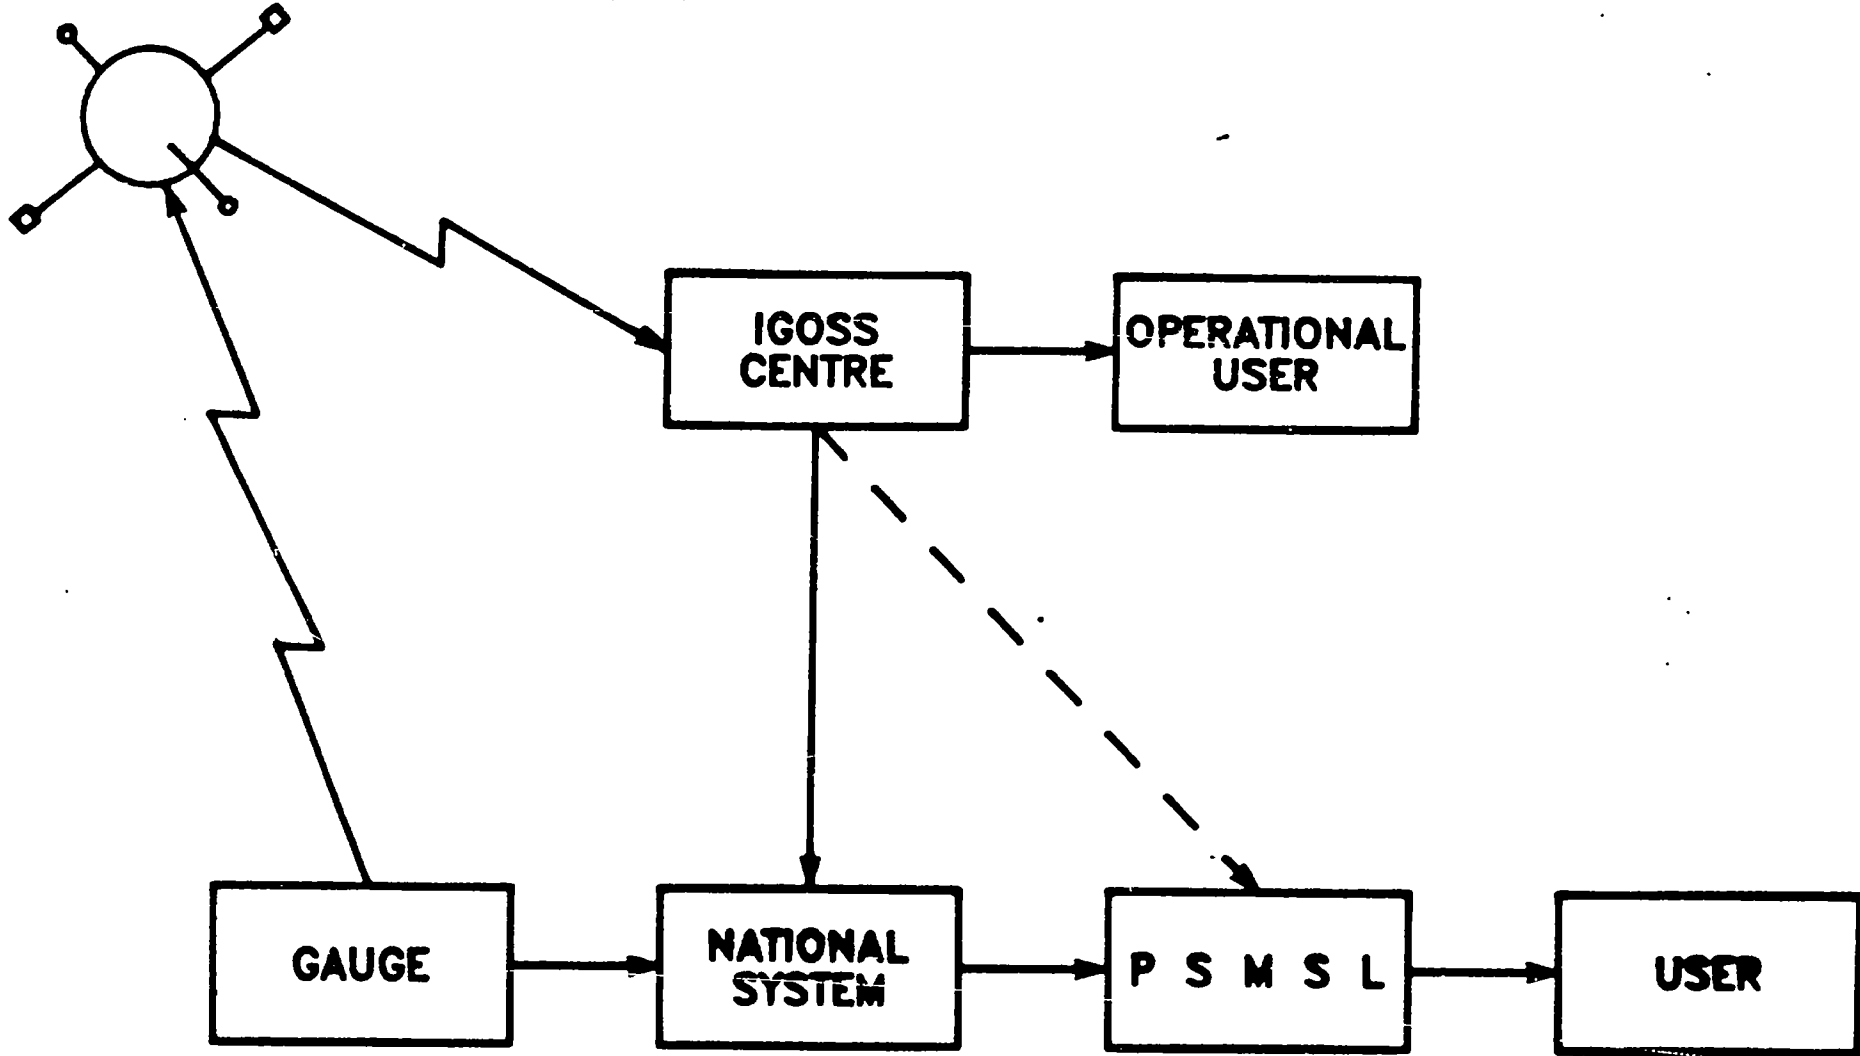 IGOSS
CENTRE
OPERATIONAL
USER
GAUGE
NATIONAL
SYSTEM
P S M S L
USER